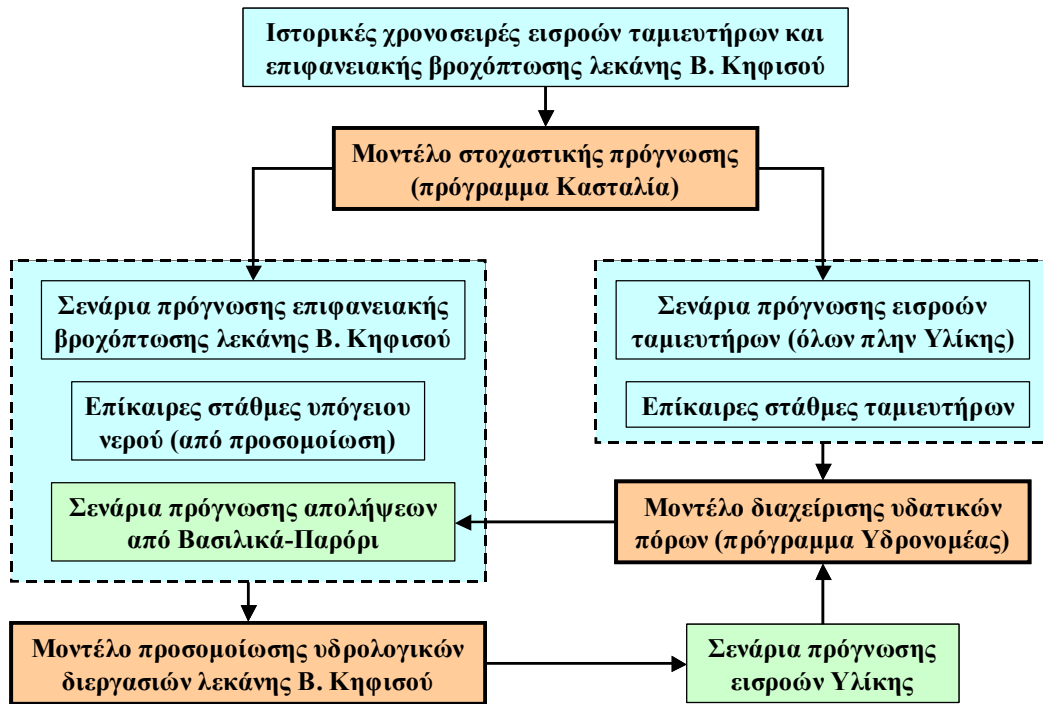 Ιστορικές χρονοσειρές εισροών ταμιευτήρων και
επιφανειακής βροχόπτωσης λεκάνης Β. Κηφισού
Μοντέλο στοχαστικής πρόγνωσης
(πρόγραμμα Κασταλία)
Σενάρια πρόγνωσης επιφανειακής
βροχόπτωσης λεκάνης Β. Κηφισού
Επίκαιρες στάθμες υπόγειου
νερού (από προσομοίωση)
Σενάρια πρόγνωσης απολήψεων
από Βασιλικά-Παρόρι
Σενάρια πρόγνωσης εισροών
ταμιευτήρων (όλων πλην Υλίκης)
Επίκαιρες στάθμες ταμιευτήρων
Μοντέλο διαχείρισης υδατικών
πόρων (πρόγραμμα Υδρονομέας)
Μοντέλο προσομοίωσης υδρολογικών
διεργασιών λεκάνης Β. Κηφισού
Σενάρια πρόγνωσης
εισροών Υλίκης